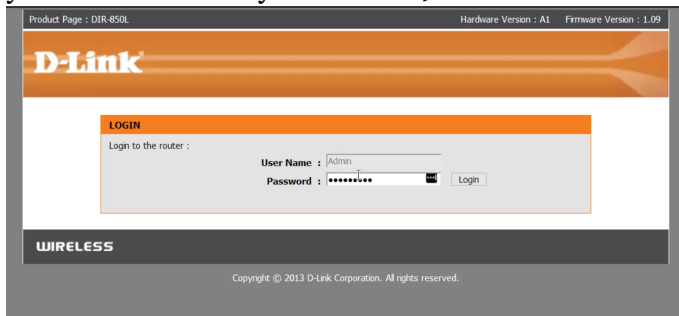 Product Page : DIR-850L Hardware Version : A1 Firmware Version : 1.09
D-Link
LOGIN
Login to the router :
User Name : Admin
Password : •••••••••
Login
WIRELESS
Copyright © 2013 D-Link Corporation. All rights reserved.